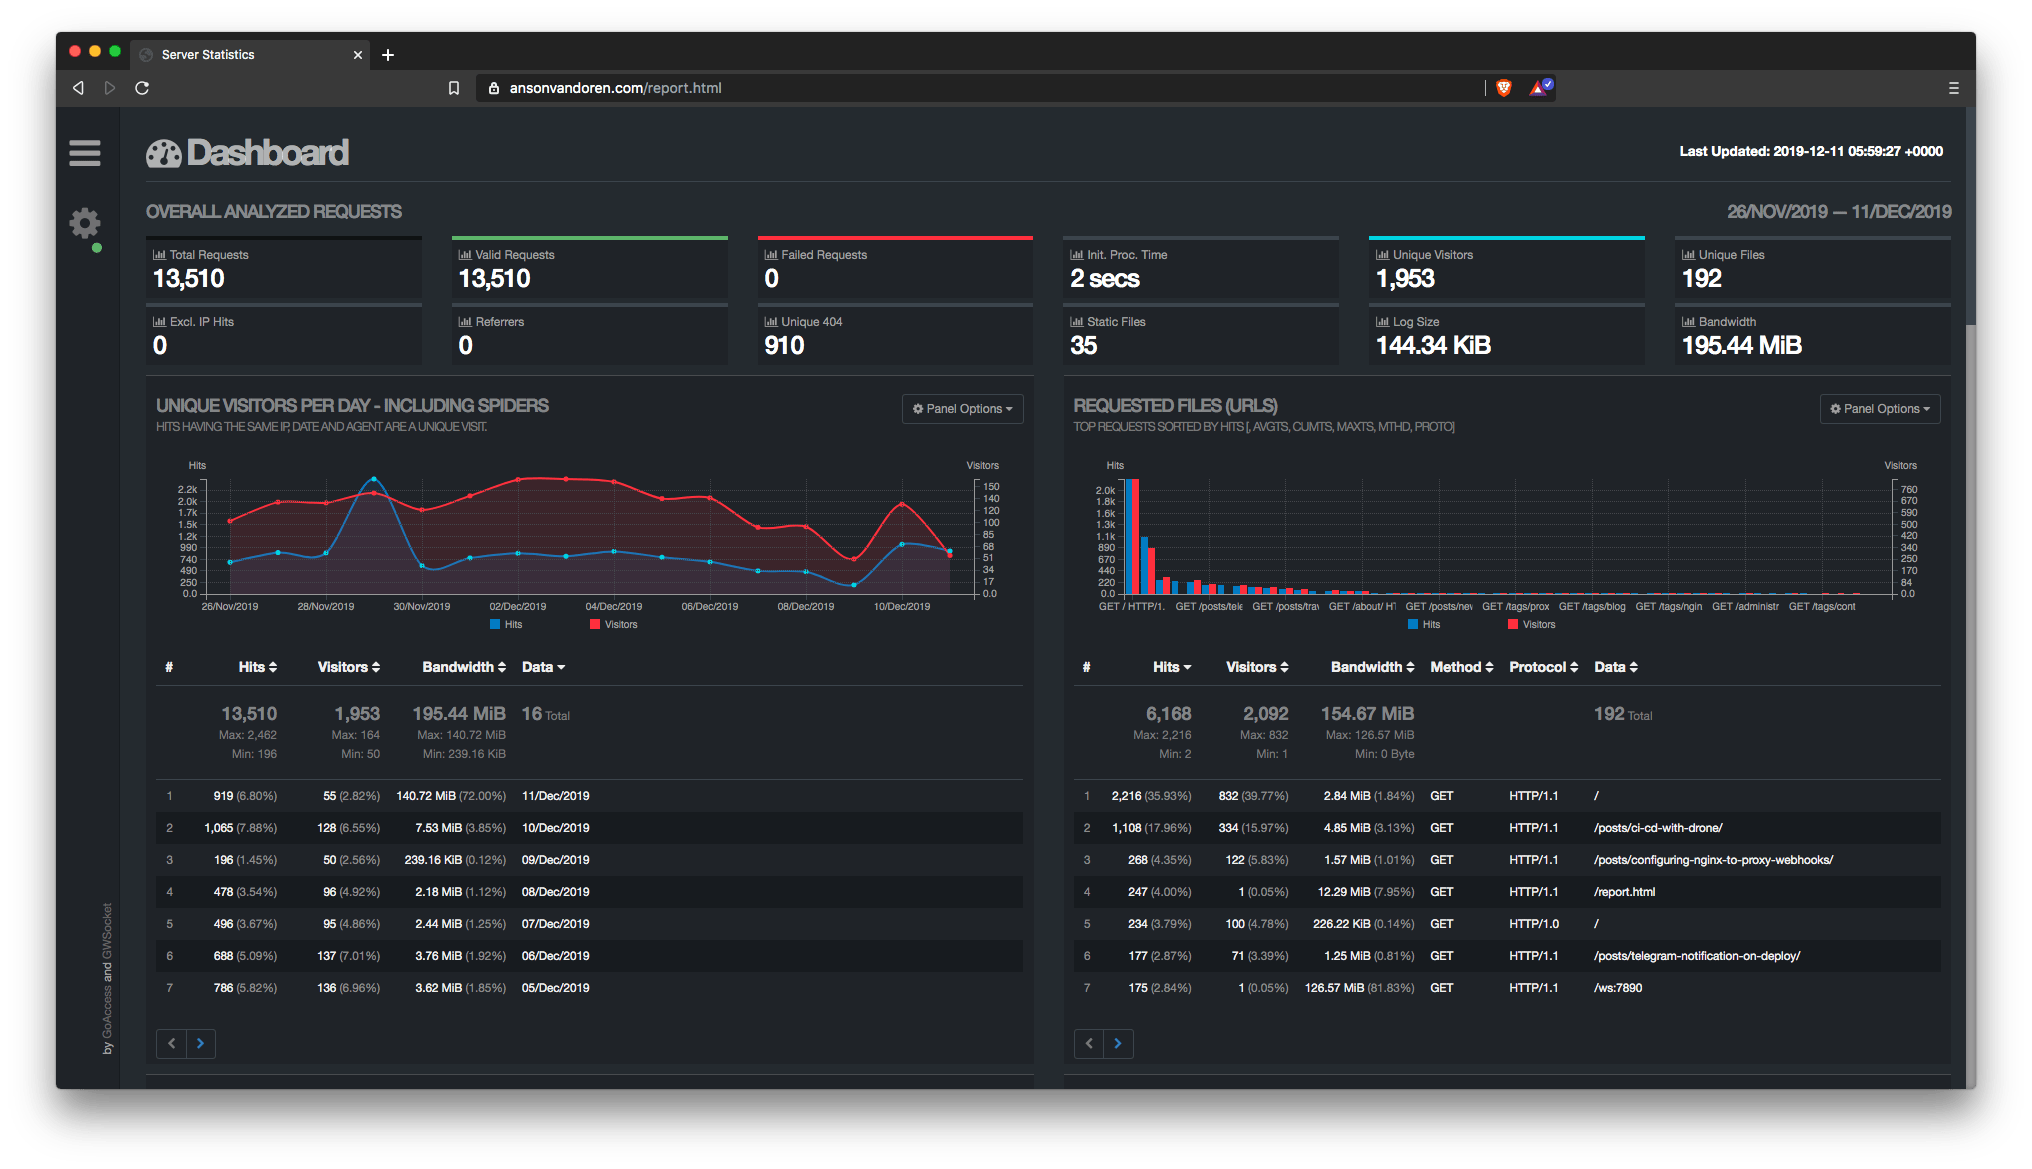 Server Statistics
ansonvandoren.com/report.html
Dashboard
Last Updated: 2019-12-11 05:59:27 +0000
OVERALL ANALYZED REQUESTS
26/NOV/2019 — 11/DEC/2019
Total Requests
13,510
Valid Requests
13,510
Failed Requests
0
Init. Proc. Time
2 secs
Unique Visitors
1,953
Unique Files
192
Excl. IP Hits
0
Referrers
0
Unique 404
910
Static Files
35
Log Size
144.34 KiB
Bandwidth
195.44 MiB
UNIQUE VISITORS PER DAY - INCLUDING SPIDERS
Panel Options
HITS HAVING THE SAME IP, DATE AND AGENT ARE A UNIQUE VISIT.
Hits
Visitors
2.2k
2.0k
1.7k
1.5k
1.2k
990
740
490
250
0.0
150
140
120
100
85
68
51
34
17
0.0
26/Nov/2019 28/Nov/2019 30/Nov/2019 02/Dec/2019 04/Dec/2019 06/Dec/2019 08/Dec/2019 10/Dec/2019
Hits Visitors
# Hits Visitors Bandwidth Data
13,510 1,953 195.44 MiB 16 Total
Max: 2,462 Max: 164 Max: 140.72 MiB
Min: 196 Min: 50 Min: 239.16 KiB
1 919 (6.80%) 55 (2.82%) 140.72 MiB (72.00%) 11/Dec/2019
2 1,065 (7.88%) 128 (6.55%) 7.53 MiB (3.85%) 10/Dec/2019
3 196 (1.45%) 50 (2.56%) 239.16 KiB (0.12%) 09/Dec/2019
4 478 (3.54%) 96 (4.92%) 2.18 MiB (1.12%) 08/Dec/2019
5 496 (3.67%) 95 (4.86%) 2.44 MiB (1.25%) 07/Dec/2019
6 688 (5.09%) 137 (7.01%) 3.76 MiB (1.92%) 06/Dec/2019
7 786 (5.82%) 136 (6.96%) 3.62 MiB (1.85%) 05/Dec/2019
REQUESTED FILES (URLS)
Panel Options
TOP REQUESTS SORTED BY HITS [, AVGTS, CUMTS, MAXTS, MTHD, PROTO]
Hits
Visitors
2.0k
1.8k
1.6k
1.3k
1.1k
890
670
440
220
0.0
760
670
590
500
420
340
250
170
84
0.0
GET / HTTP/1. GET /posts/tele GET /posts/trav GET /about/ HT GET /posts/nev GET /tags/prox GET /tags/blog GET /tags/ngin GET /administr GET /tags/cont
Hits Visitors
# Hits Visitors Bandwidth Method Protocol Data
6,168 2,092 154.67 MiB 192 Total
Max: 2,216 Max: 832 Max: 126.57 MiB
Min: 2 Min: 1 Min: 0 Byte
1 2,216 (35.93%) 832 (39.77%) 2.84 MiB (1.84%) GET HTTP/1.1 /
2 1,108 (17.96%) 334 (15.97%) 4.85 MiB (3.13%) GET HTTP/1.1 /posts/ci-cd-with-drone/
3 268 (4.35%) 122 (5.83%) 1.57 MiB (1.01%) GET HTTP/1.1 /posts/configuring-nginx-to-proxy-webhooks/
4 247 (4.00%) 1 (0.05%) 12.29 MiB (7.95%) GET HTTP/1.1 /report.html
5 234 (3.79%) 100 (4.78%) 226.22 KiB (0.14%) GET HTTP/1.0 /
6 177 (2.87%) 71 (3.39%) 1.25 MiB (0.81%) GET HTTP/1.1 /posts/telegram-notification-on-deploy/
7 175 (2.84%) 1 (0.05%) 126.57 MiB (81.83%) GET HTTP/1.1 /ws:7890
by GoAccess and GWSocket